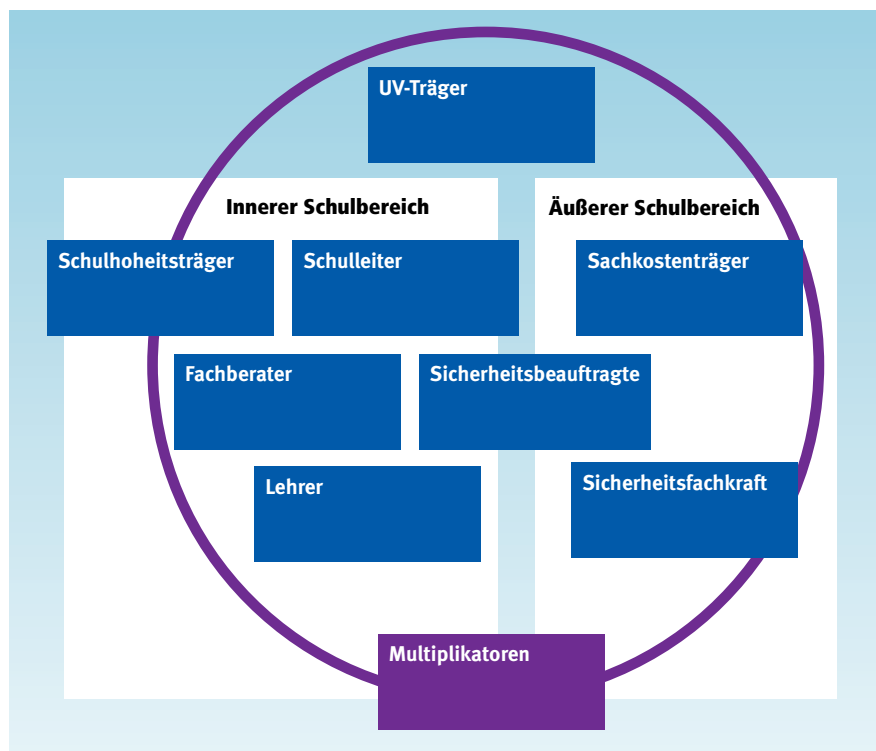 UV-Träger
Innerer Schulbereich
Äußerer Schulbereich
Schulhoheitsträger
Schulleiter
Sachkostenträger
Fachberater
Sicherheitsbeauftragte
Lehrer
Sicherheitsfachkraft
Multiplikatoren